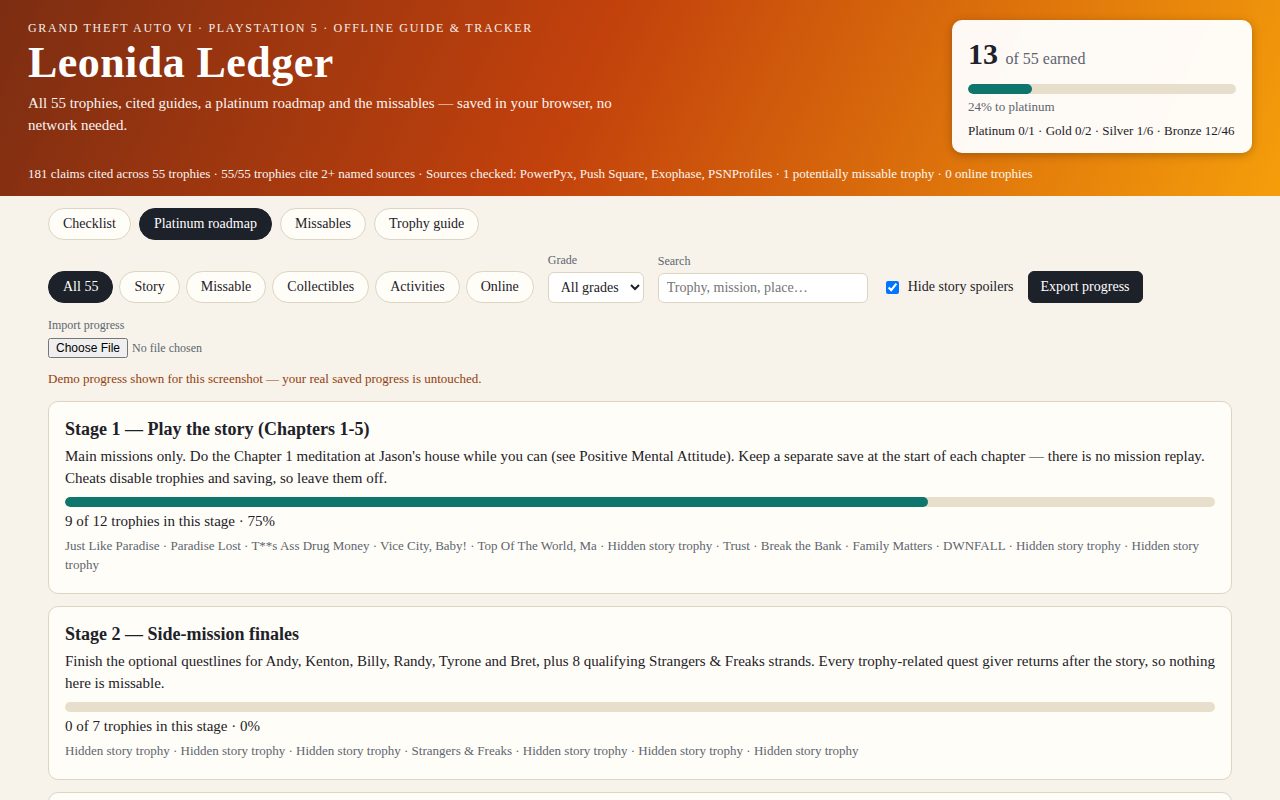 GRAND THEFT AUTO VI · PLAYSTATION 5 · OFFLINE GUIDE & TRACKER
Leonida Ledger
All 55 trophies, cited guides, a platinum roadmap and the missables — saved in your browser, no
network needed.
13 of 55 earned
24% to platinum
Platinum 0/1 · Gold 0/2 · Silver 1/6 · Bronze 12/46
181 claims cited across 55 trophies · 55/55 trophies cite 2+ named sources · Sources checked: PowerPyx, Push Square, Exophase, PSNProfiles · 1 potentially missable trophy · 0 online trophies
Checklist
Platinum roadmap
Missables
Trophy guide
All 55
Story
Missable
Collectibles
Activities
Online
Grade
All grades
Search
Trophy, mission, place…
Hide story spoilers
Export progress
Import progress
Choose File No file chosen
Demo progress shown for this screenshot — your real saved progress is untouched.
Stage 1 — Play the story (Chapters 1-5)
Main missions only. Do the Chapter 1 meditation at Jason's house while you can (see Positive Mental Attitude). Keep a separate save at the start of each chapter — there is no mission replay.
Cheats disable trophies and saving, so leave them off.
9 of 12 trophies in this stage · 75%
Just Like Paradise · Paradise Lost · T**s Ass Drug Money · Vice City, Baby! · Top Of The World, Ma · Hidden story trophy · Trust · Break the Bank · Family Matters · DWNFALL · Hidden story trophy · Hidden story
trophy
Stage 2 — Side-mission finales
Finish the optional questlines for Andy, Kenton, Billy, Randy, Tyrone and Bret, plus 8 qualifying Strangers & Freaks strands. Every trophy-related quest giver returns after the story, so nothing
here is missable.
0 of 7 trophies in this stage · 0%
Hidden story trophy · Hidden story trophy · Hidden story trophy · Strangers & Freaks · Hidden story trophy · Hidden story trophy · Hidden story trophy